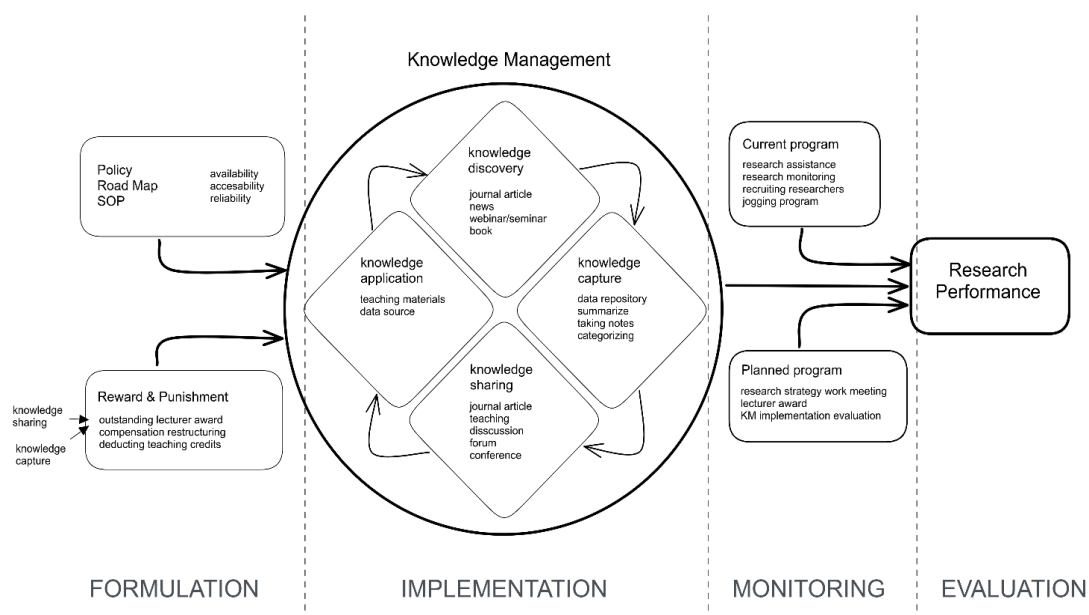 Knowledge Management
Policy
Road Map
SOP
availability
accesability
reliability
Reward & Punishment
outstanding lecturer award
compensation restructuring
deducting teaching credits
knowledge
sharing
knowledge
capture
knowledge
discovery
journal article
news
webinar/seminar
book
knowledge
application
teaching materials
data source
knowledge
capture
data repository
summarize
taking notes
categorizing
knowledge
sharing
journal article
teaching
disscussion
forum
conference
Current program
research assistance
research monitoring
recruiting researchers
jogging program
Planned program
research strategy work meeting
lecturer award
KM implementation evaluation
Research
Performance
FORMULATION
IMPLEMENTATION
MONITORING
EVALUATION